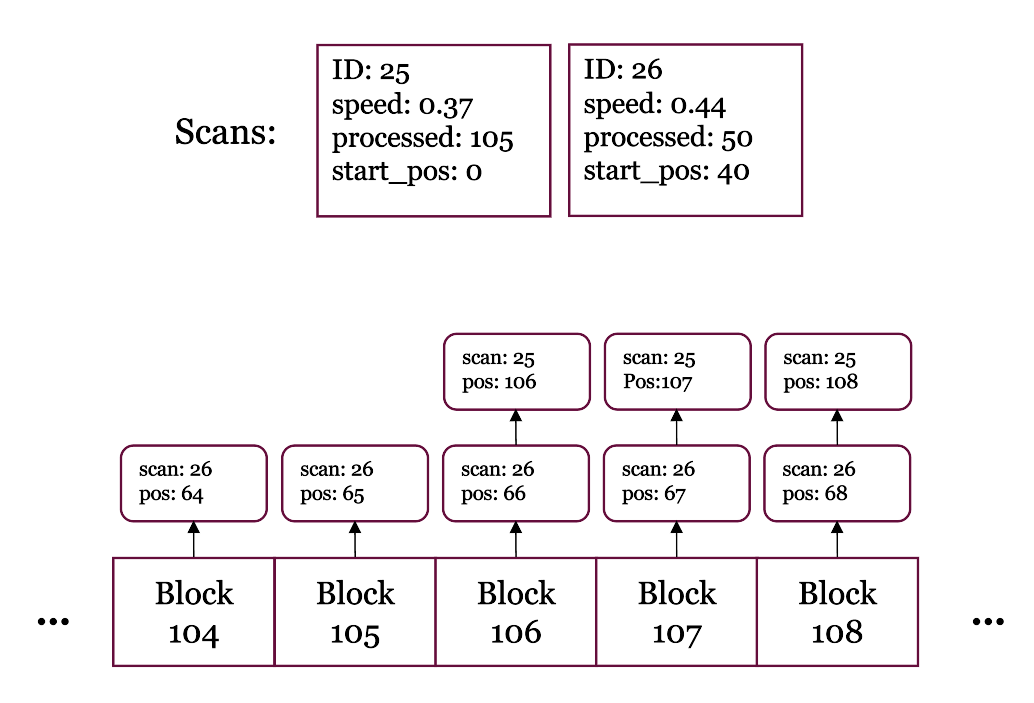 Scans:
ID: 25
speed: 0.37
processed: 105
start_pos: 0
ID: 26
speed: 0.44
processed: 50
start_pos: 40
scan: 25
pos: 106
scan: 25
Pos:107
scan: 25
pos: 108
scan: 26
pos: 64
scan: 26
pos: 65
scan: 26
pos: 66
scan: 26
pos: 67
scan: 26
pos: 68
...
Block
104
Block
105
Block
106
Block
107
Block
108
...